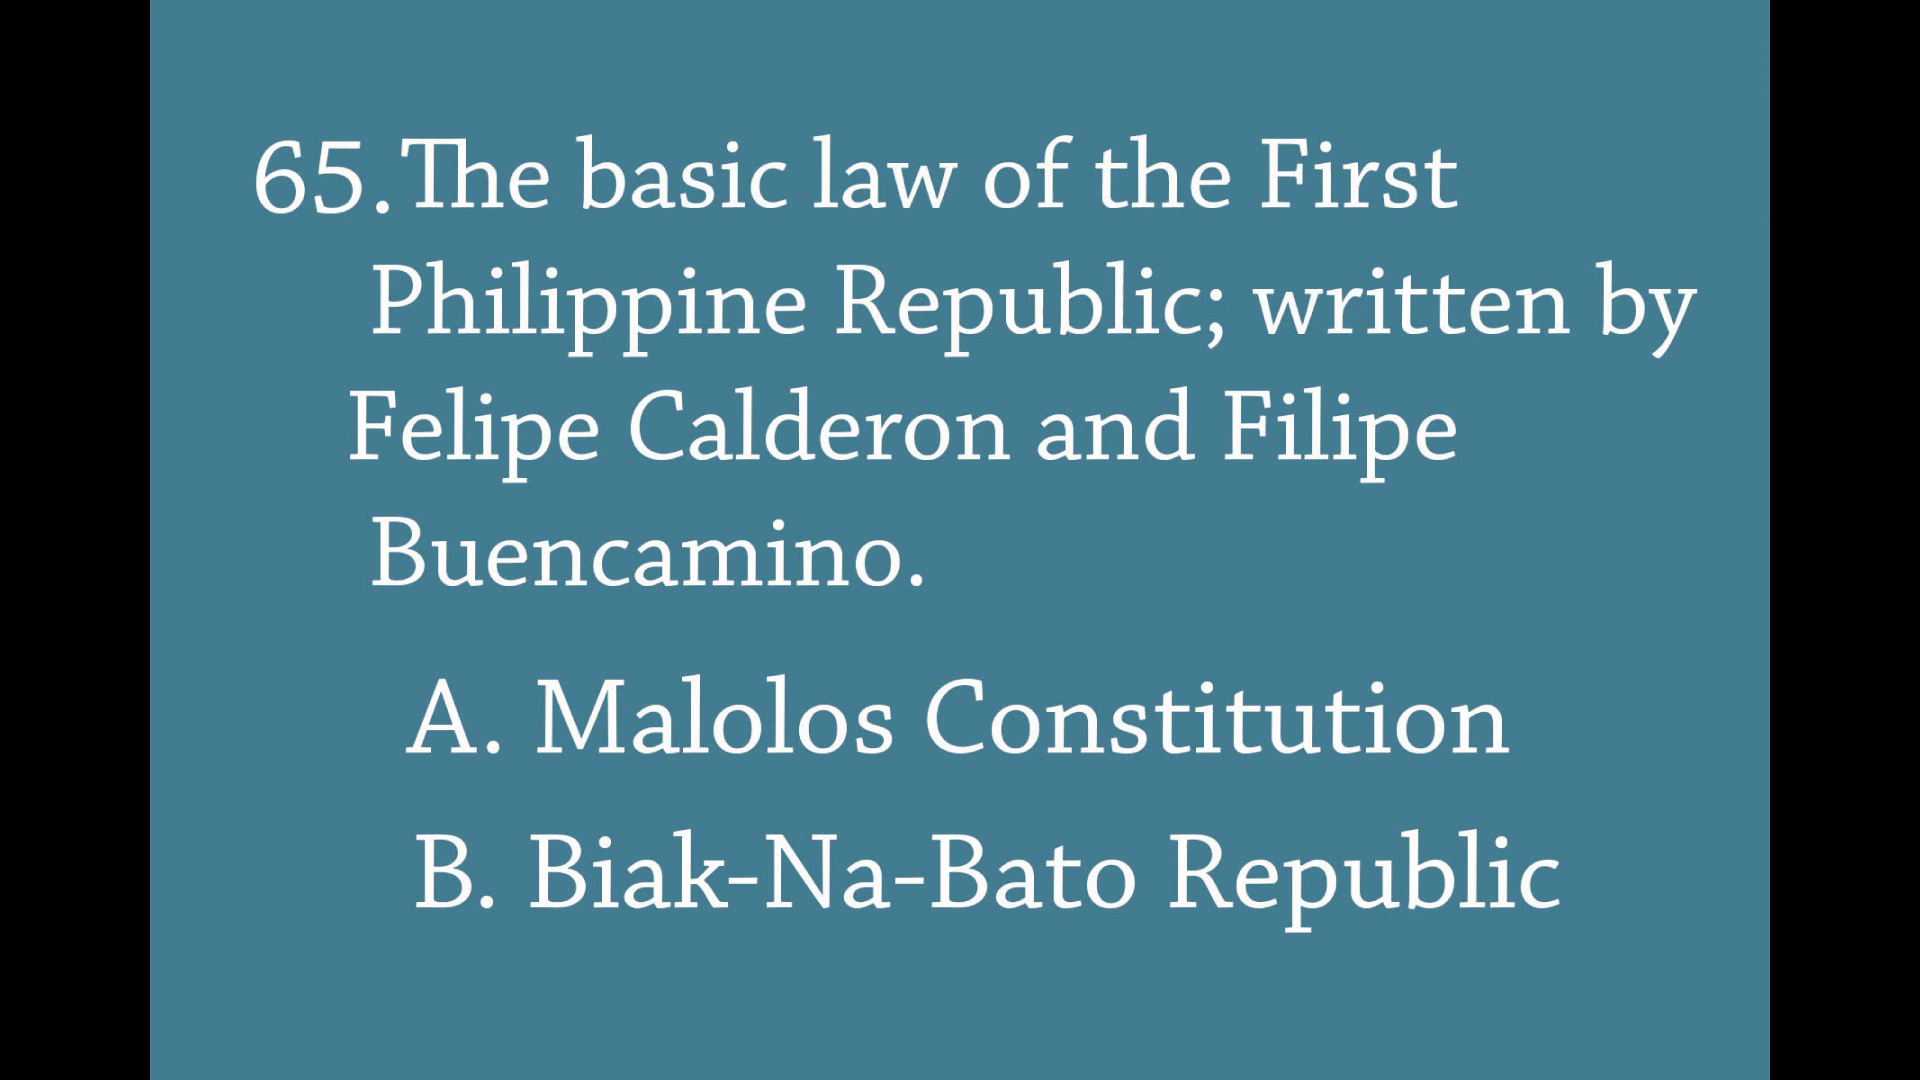 65. The basic law of the First
Philippine Republic; written by
Felipe Calderon and Filipe
Buencamino.
A. Malolos Constitution
B. Biak-Na-Bato Republic